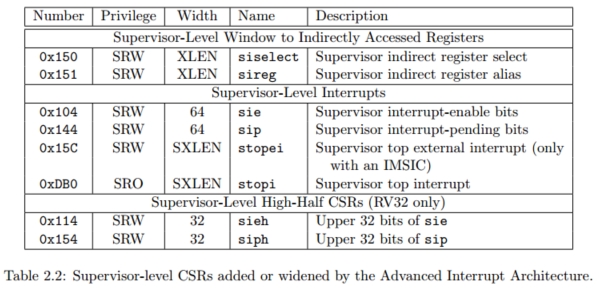 Number Privilege Width Name Description
Supervisor-Level Window to Indirectly Accessed Registers
0x150 SRW XLEN siselect Supervisor indirect register select
0x151 SRW XLEN sireg Supervisor indirect register alias
Supervisor-Level Interrupts
0x104 SRW 64 sie Supervisor interrupt-enable bits
0x144 SRW 64 sip Supervisor interrupt-pending bits
0x15C SRW SXLEN stopei Supervisor top external interrupt (only
with an IMSIC)
0xDB0 SRO SXLEN stopi Supervisor top interrupt
Supervisor-Level High-Half CSRs (RV32 only)
0x114 SRW 32 sieh Upper 32 bits of sie
0x154 SRW 32 siph Upper 32 bits of sip
Table 2.2: Supervisor-level CSRs added or widened by the Advanced Interrupt Architecture.